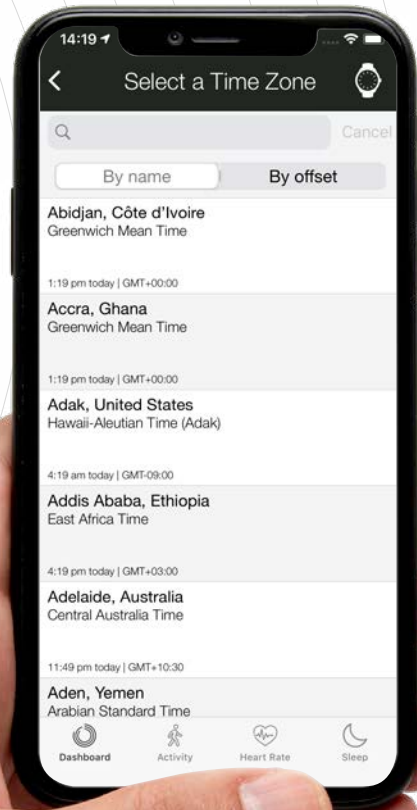 14:19
Select a Time Zone
Cancel
By name
By offset
Abidjan, Côte d'Ivoire
Greenwich Mean Time
1:19 pm today | GMT+00:00
Accra, Ghana
Greenwich Mean Time
1:19 pm today | GMT+00:00
Adak, United States
Hawaii-Aleutian Time (Adak)
4:19 am today | GMT-09:00
Addis Ababa, Ethiopia
East Africa Time
4:19 pm today | GMT+03:00
Adelaide, Australia
Central Australia Time
11:49 pm today | GMT+10:30
Aden, Yemen
Arabian Standard Time
Dashboard
Activity
Heart Rate
Sleep